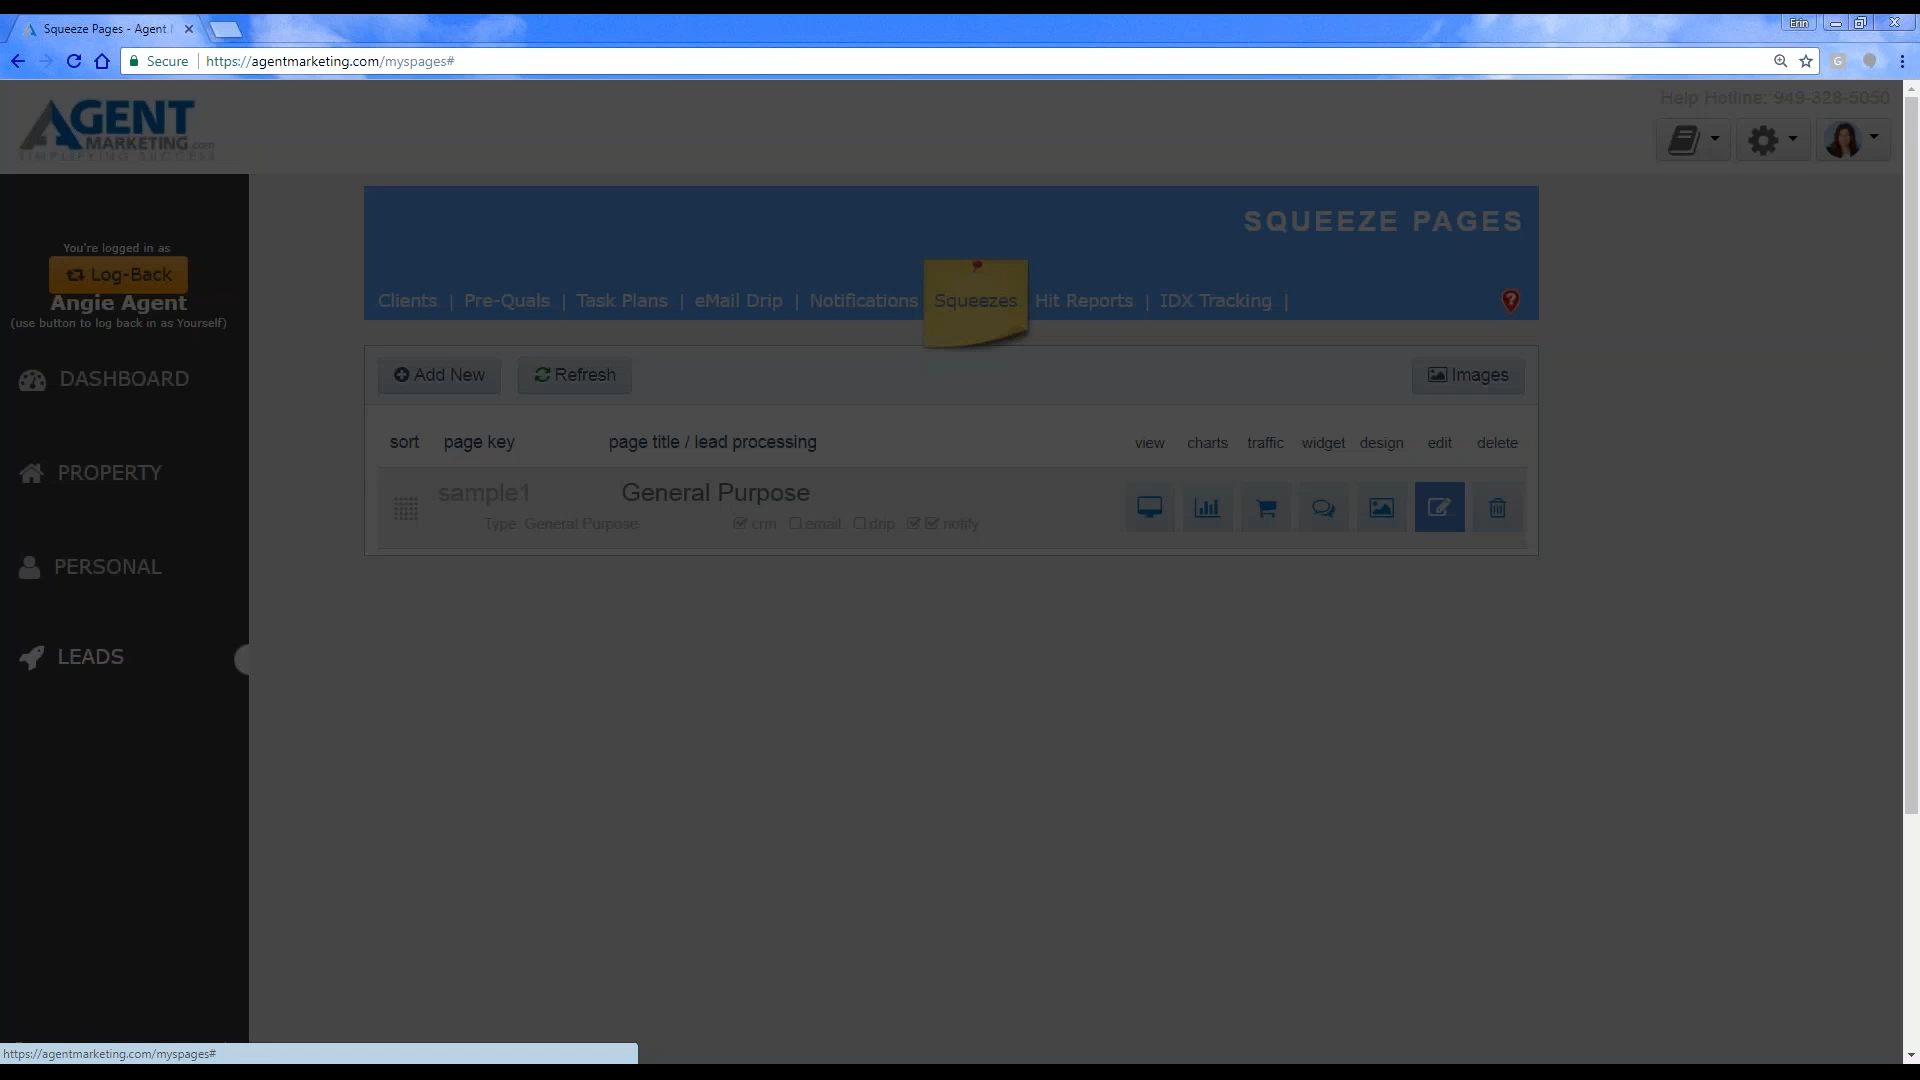 Squeeze Pages - Agent
Erin
Secure
https://agentmarketing.com/myspages#
AGENT
MARKETING.com
SIMPLIFYING SUCCESS
Help Hotline: 949-328-5050
You're logged in as
Log-Back
Angie Agent
(use button to log back in as Yourself)
DASHBOARD
PROPERTY
PERSONAL
LEADS
SQUEEZE PAGES
Clients | Pre-Quals | Task Plans | eMail Drip | Notifications Squeezes Hit Reports | IDX Tracking |
Add New Refresh Images
sort page key page title / lead processing view charts traffic widget design edit delete
sample1 General Purpose
Type: General Purpose crm email drip notify
https://agentmarketing.com/myspages#